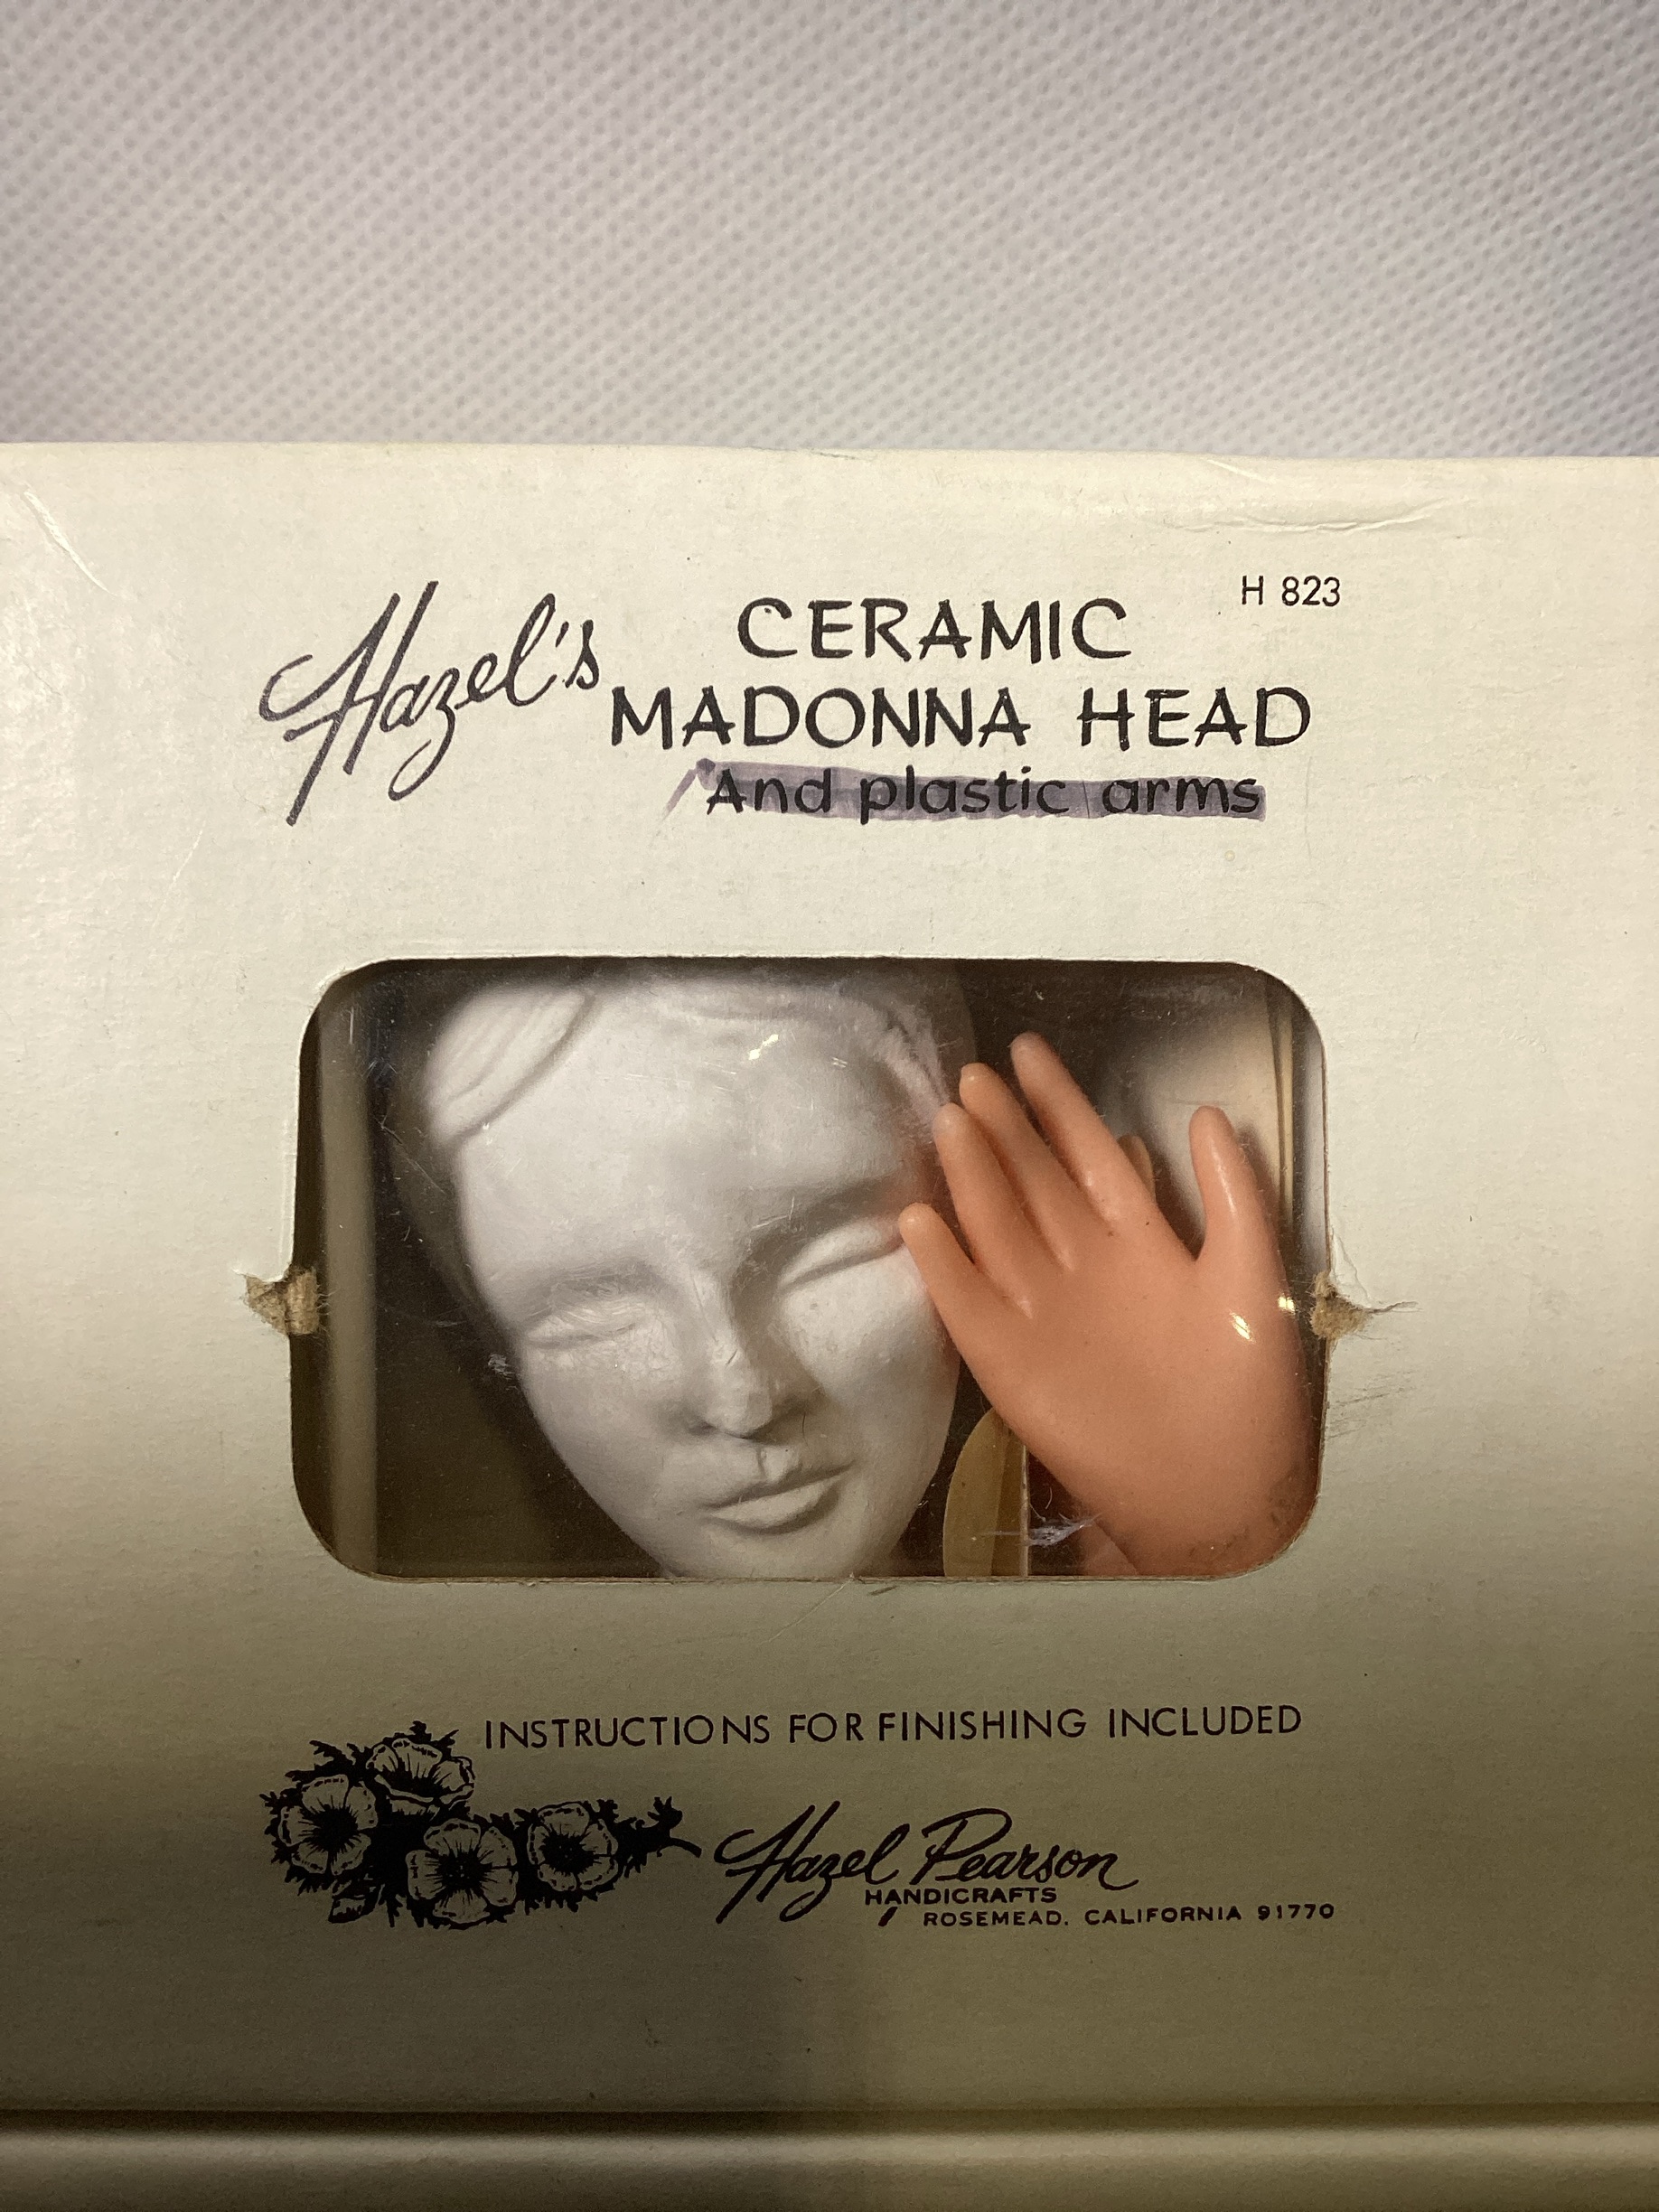 H 823
Hazel's CERAMIC
MADONNA HEAD
And plastic arms
INSTRUCTIONS FOR FINISHING INCLUDED
Hazel Pearson
HANDICRAFTS
ROSEMEAD, CALIFORNIA 91770